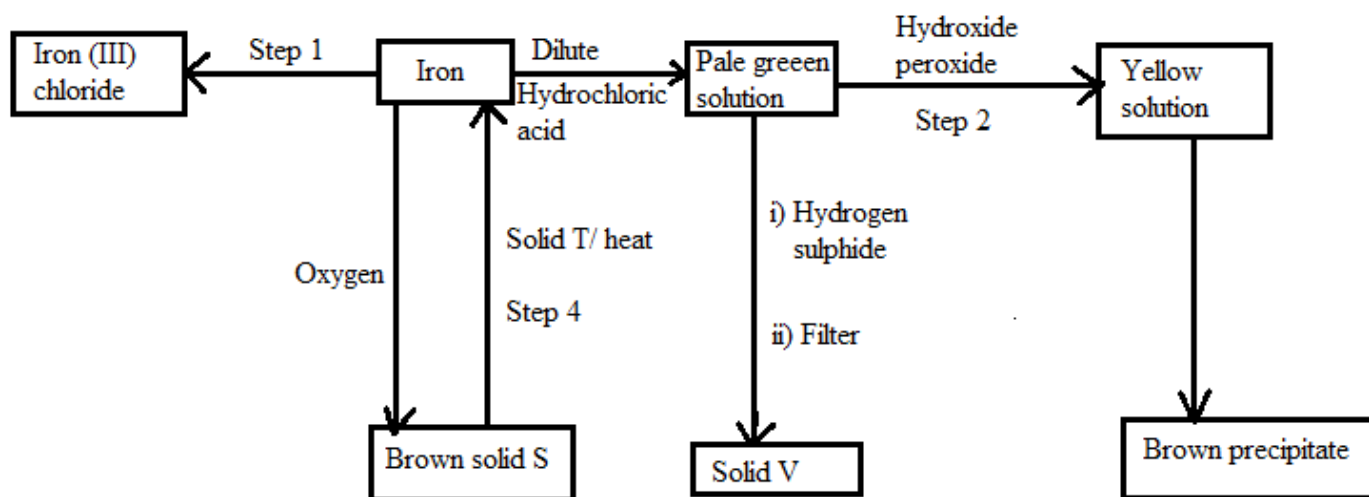 Iron (III)
chloride
Step 1
Iron
Dilute
Hydrochloric
acid
Pale greeen
solution
Hydroxide
peroxide
Step 2
Yellow
solution
Oxygen
Solid T/ heat
Step 4
i) Hydrogen
sulphide
ii) Filter
Brown solid S
Solid V
Brown precipitate